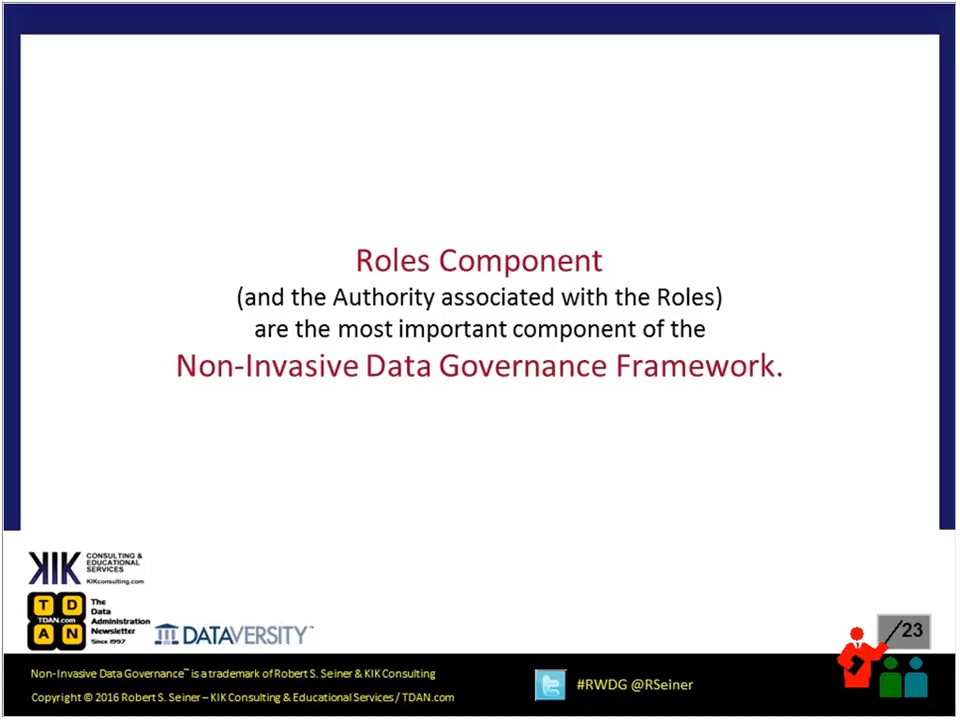 Roles Component
(and the Authority associated with the Roles)
are the most important component of the
Non-Invasive Data Governance Framework.
KIK
CONSULTING &
EDUCATIONAL
SERVICES
KIKconsulting.com
T D
TDAN.com
A N
The
Data
Administration
Newsletter
Since 1997
DATAVERSITY™
/23
Non-Invasive Data Governance™ is a trademark of Robert S. Seiner & KIK Consulting
Copyright © 2016 Robert S. Seiner – KIK Consulting & Educational Services / TDAN.com
#RWDG @RSeiner